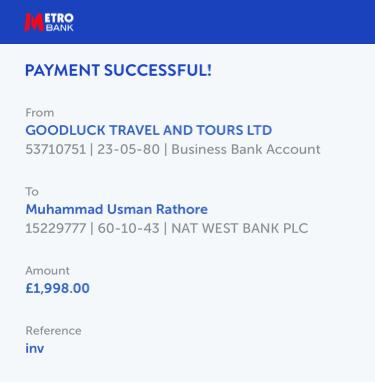 METRO
BANK
PAYMENT SUCCESSFUL!
From
GOODLUCK TRAVEL AND TOURS LTD
53710751 | 23-05-80 | Business Bank Account
To
Muhammad Usman Rathore
15229777 | 60-10-43 | NAT WEST BANK PLC
Amount
£1,998.00
Reference
inv